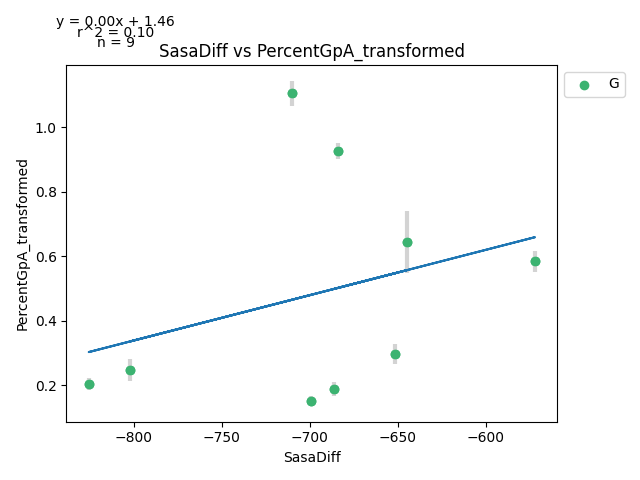 y = 0.00x + 1.46
r^2 = 0.10
n = 9
SasaDiff vs PercentGpA_transformed
G
PercentGpA_transformed
1.0
0.8
0.6
0.4
0.2
−800
−750
−700
−650
−600
SasaDiff